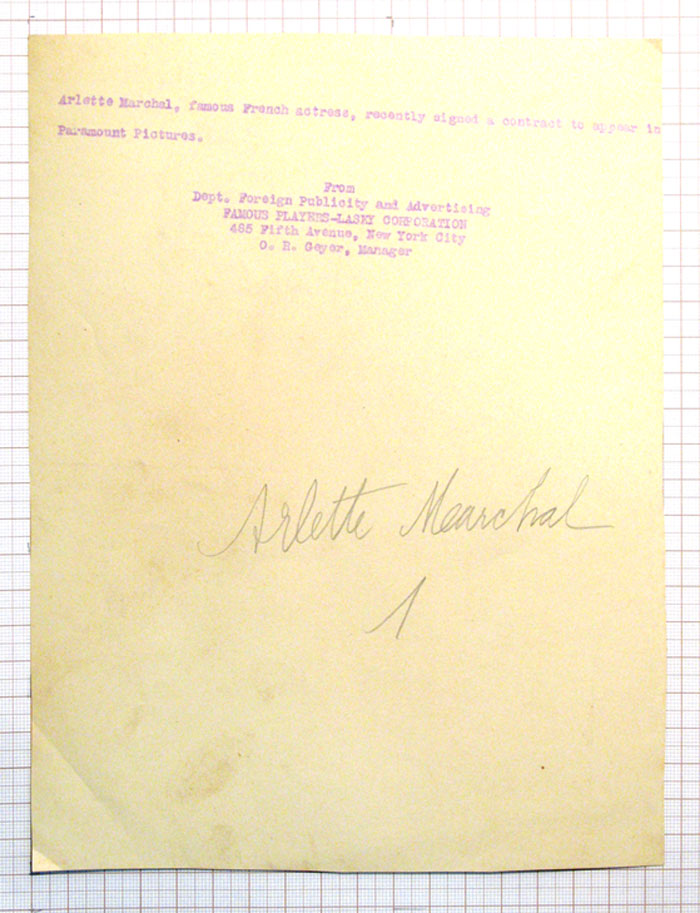 Arlette Marchal, famous French actress, recently signed a contract to appear in
Paramount Pictures.
From
Dept. Foreign Publicity and Advertising
FAMOUS PLAYERS-LASKY CORPORATION
485 Fifth Avenue, New York City
O. R. Geyer, Manager
Arlette Marchal
1